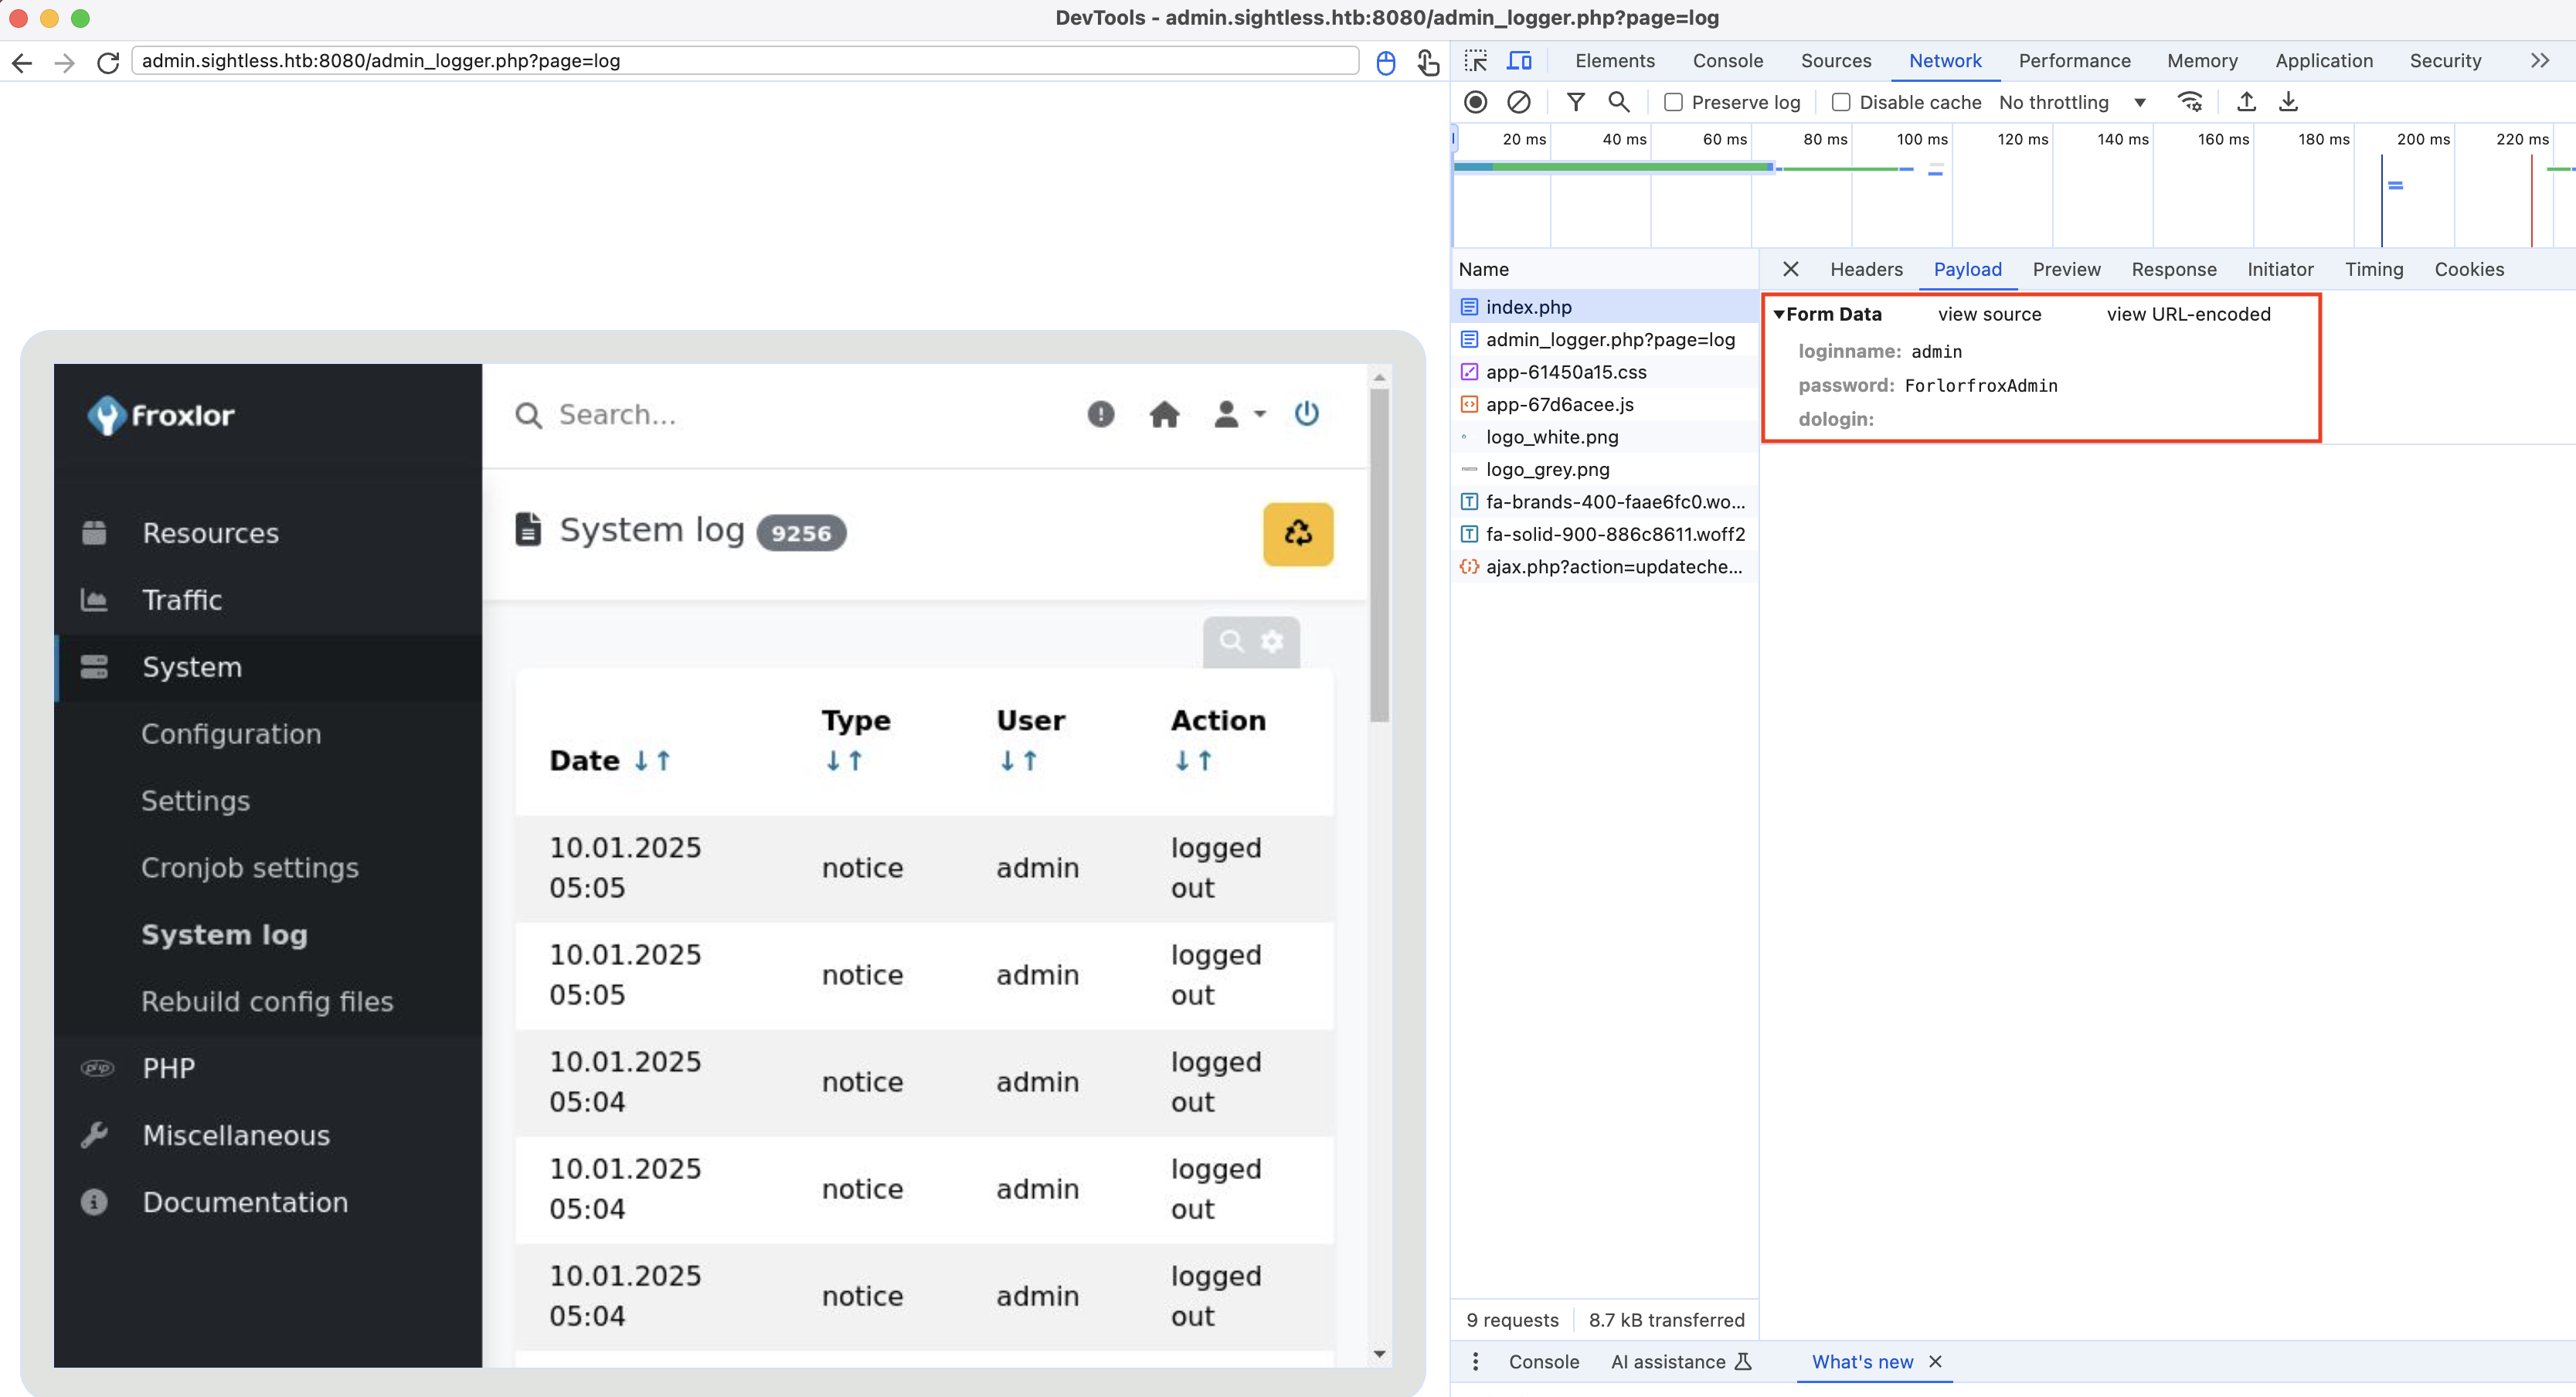 DevTools - admin.sightless.htb:8080/admin_logger.php?page=log
admin.sightless.htb:8080/admin_logger.php?page=log
Elements Console Sources Network Performance Memory Application Security
Preserve log Disable cache No throttling
20 ms 40 ms 60 ms 80 ms 100 ms 120 ms 140 ms 160 ms 180 ms 200 ms 220 ms
Name
Headers Payload Preview Response Initiator Timing Cookies
index.php
admin_logger.php?page=log
app-61450a15.css
app-67d6acee.js
logo_white.png
logo_grey.png
fa-brands-400-faae6fc0.wo...
fa-solid-900-886c8611.woff2
ajax.php?action=updateche...
Form Data view source view URL-encoded
loginname: admin
password: ForlorfroxAdmin
dologin:
froxlor
Search...
Resources
Traffic
System
Configuration
Settings
Cronjob settings
System log
Rebuild config files
php PHP
Miscellaneous
Documentation
System log 9256
Date Type User Action
10.01.2025 05:05 notice admin logged out
10.01.2025 05:05 notice admin logged out
10.01.2025 05:04 notice admin logged out
10.01.2025 05:04 notice admin logged out
10.01.2025 05:04 notice admin logged out
9 requests 8.7 kB transferred
Console AI assistance What's new